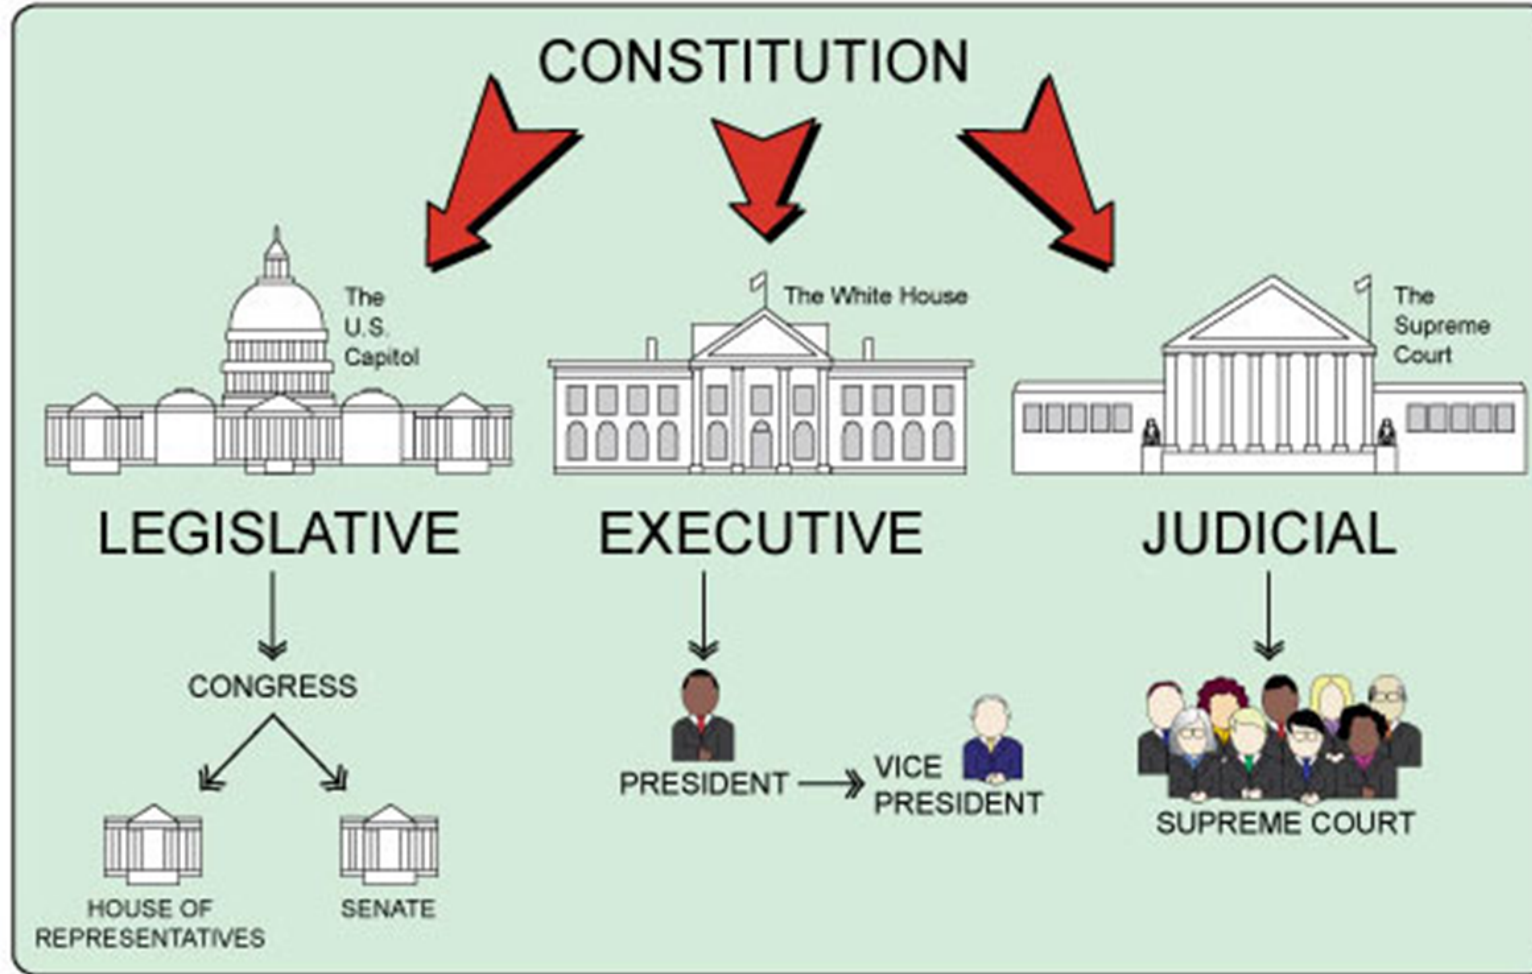 CONSTITUTION
The
U.S.
Capitol
The White House
The
Supreme
Court
LEGISLATIVE
EXECUTIVE
JUDICIAL
CONGRESS
HOUSE OF
REPRESENTATIVES
SENATE
PRESIDENT
VICE
PRESIDENT
SUPREME COURT